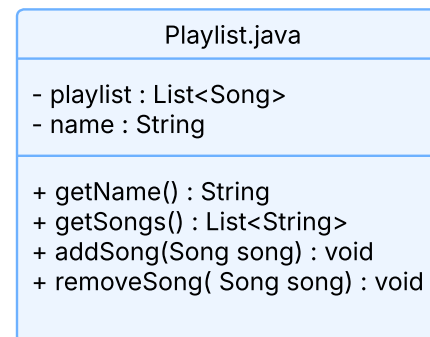 Playlist.java
- playlist : List<Song>
- name : String
+ getName() : String
+ getSongs() : List<String>
+ addSong(Song song) : void
+ removeSong( Song song) : void